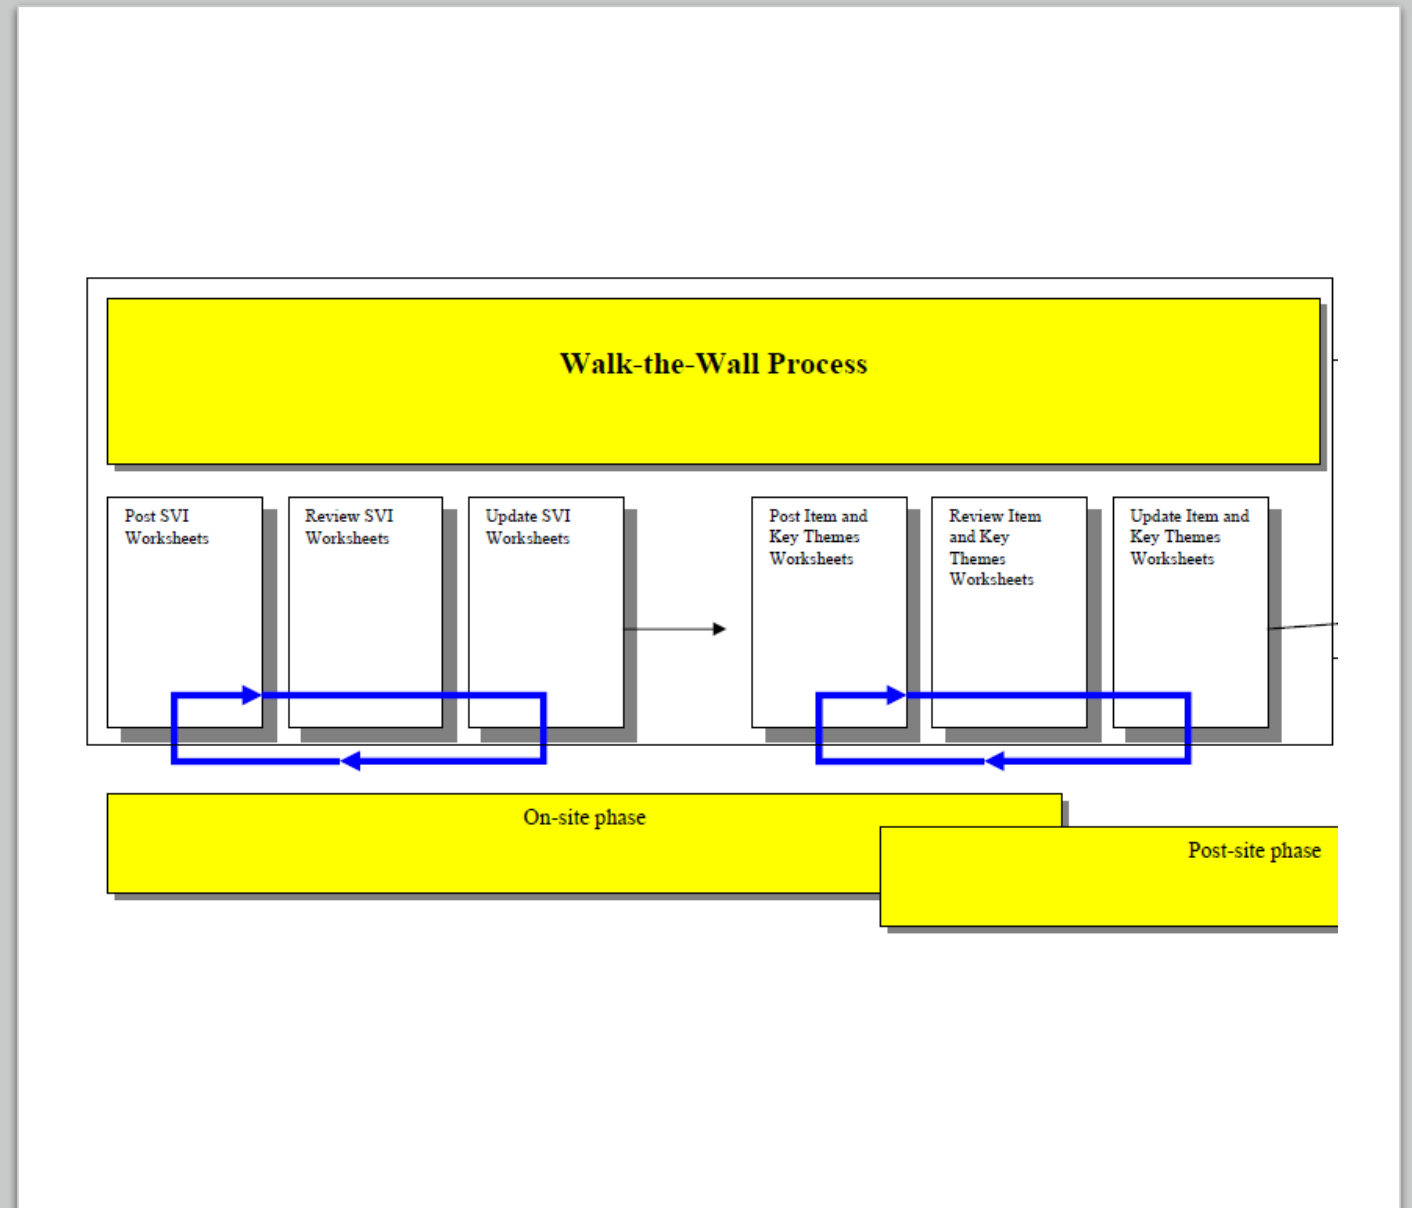 Walk-the-Wall Process
Post SVI
Worksheets
Review SVI
Worksheets
Update SVI
Worksheets
Post Item and
Key Themes
Worksheets
Review Item
and Key
Themes
Worksheets
Update Item and
Key Themes
Worksheets
On-site phase
Post-site phase